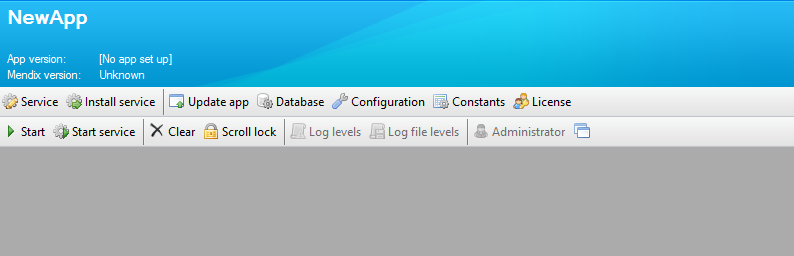 NewApp
App version: [No app set up]
Mendix version: Unknown
Service Install service Update app Database Configuration Constants License
Start Start service Clear Scroll lock Log levels Log file levels Administrator